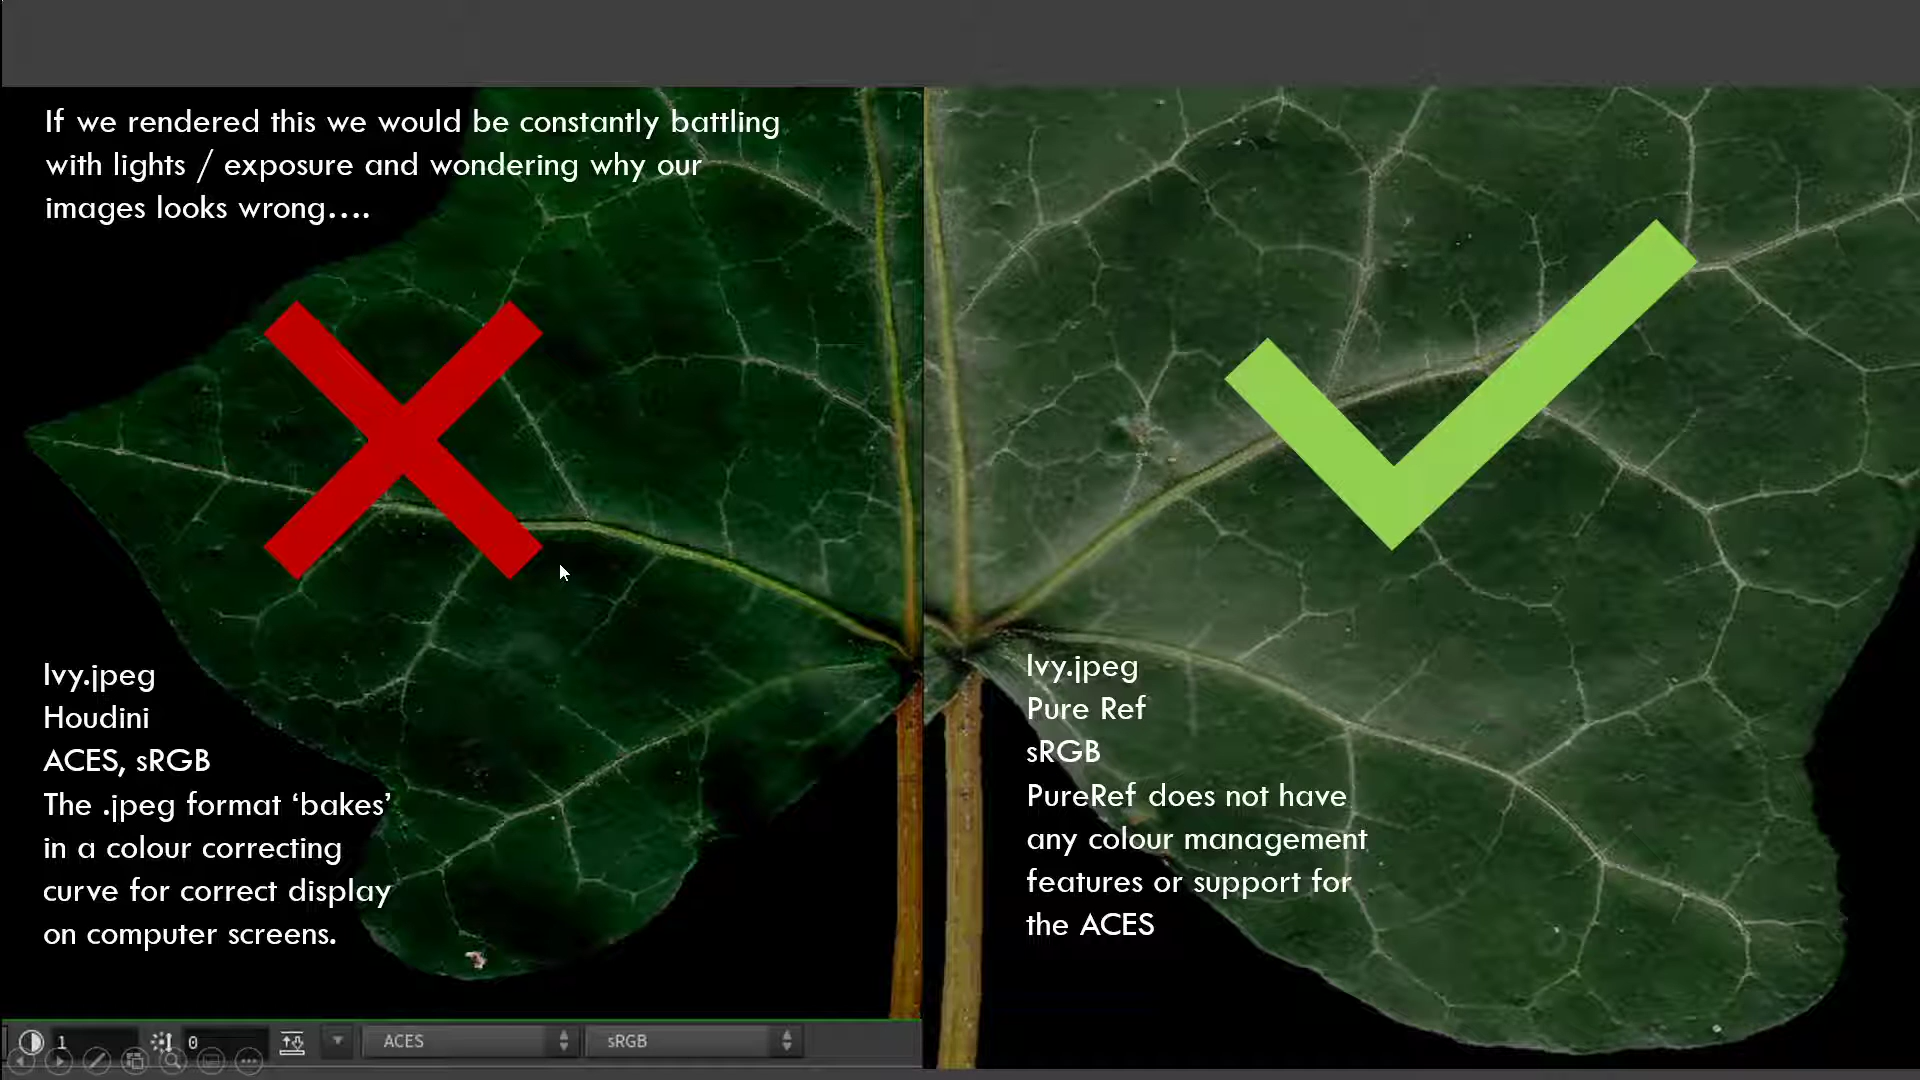 If we rendered this we would be constantly battling
with lights / exposure and wondering why our
images looks wrong....
Ivy.jpeg
Houdini
ACES, sRGB
The .jpeg format ‘bakes’
in a colour correcting
curve for correct display
on computer screens.
Ivy.jpeg
Pure Ref
sRGB
PureRef does not have
any colour management
features or support for
the ACES
1 0 ACES sRGB